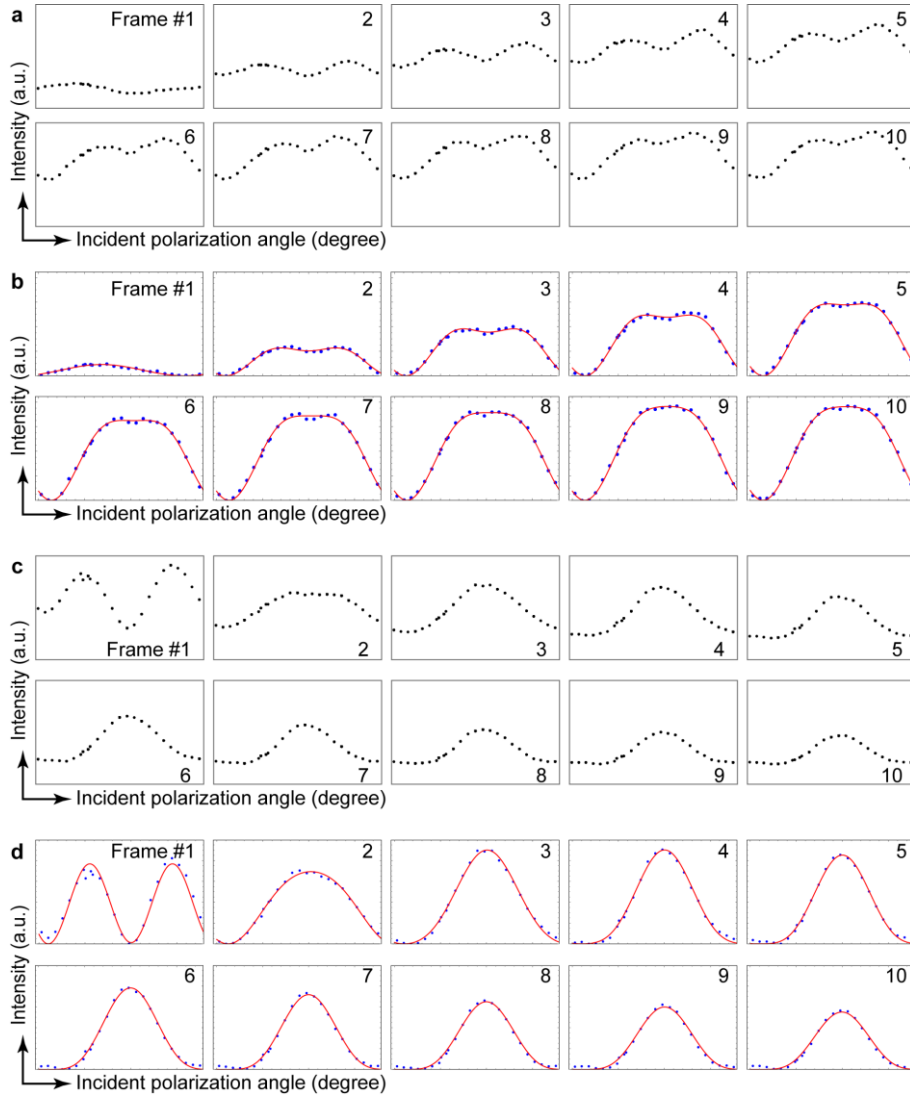 a
Frame #1 2 3 4 5
6 7 8 9 10
Intensity (a.u.)
Incident polarization angle (degree)
b
Frame #1 2 3 4 5
6 7 8 9 10
Intensity (a.u.)
Incident polarization angle (degree)
c
Frame #1 2 3 4 5
6 7 8 9 10
Intensity (a.u.)
Incident polarization angle (degree)
d
Frame #1 2 3 4 5
6 7 8 9 10
Intensity (a.u.)
Incident polarization angle (degree)